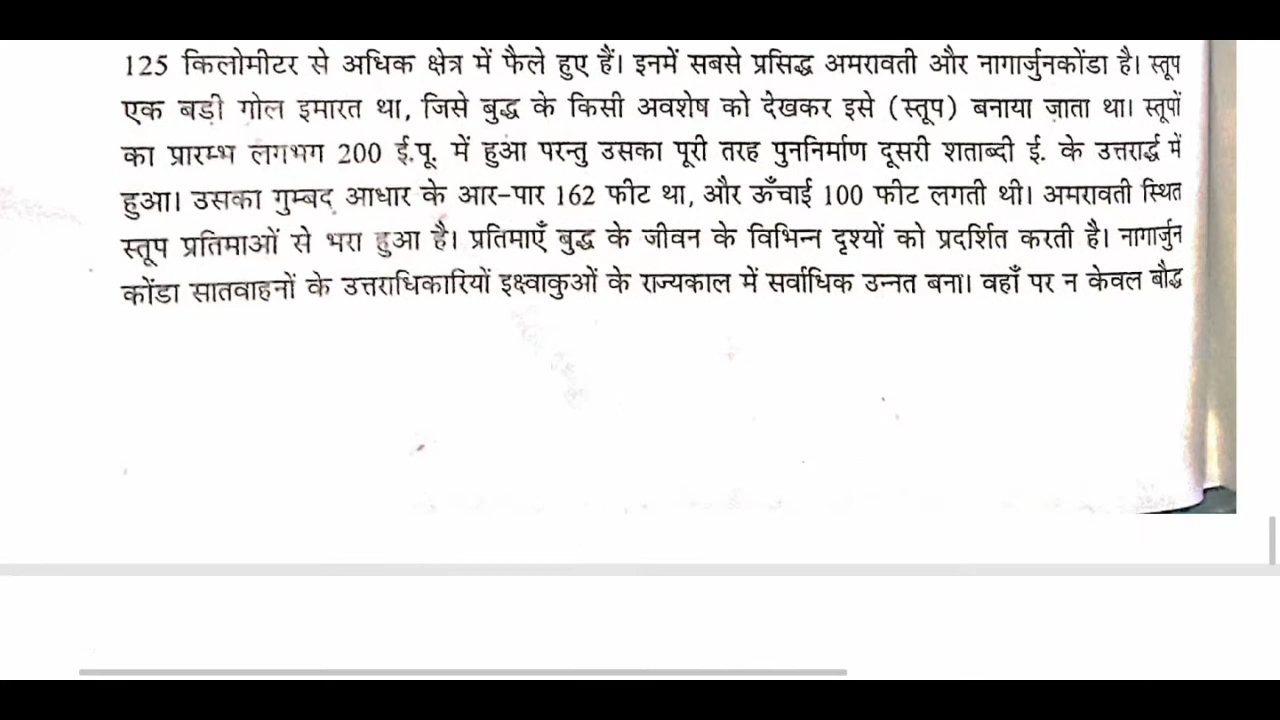 125 किलोमीटर से अधिक क्षेत्र में फैले हुए हैं। इनमें सबसे प्रसिद्ध अमरावती और नागार्जुनकोंडा है। स्तूप
एक बड़ी गोल इमारत था, जिसे बुद्ध के किसी अवशेष को देखकर इसे (स्तूप) बनाया जाता था। स्तूपों
का प्रारम्भ लगभग 200 ई.पू. में हुआ परन्तु उसका पूरी तरह पुननिर्माण दूसरी शताब्दी ई. के उत्तरार्द्ध में
हुआ। उसका गुम्बद आधार के आर-पार 162 फीट था, और ऊँचाई 100 फीट लगती थी। अमरावती स्थित
स्तूप प्रतिमाओं से भरा हुआ है। प्रतिमाएँ बुद्ध के जीवन के विभिन्न दृश्यों को प्रदर्शित करती है। नागार्जुन
कोंडा सातवाहनों के उत्तराधिकारियों इक्ष्वाकुओं के राज्यकाल में सर्वाधिक उन्नत बना। वहाँ पर न केवल बौद्ध